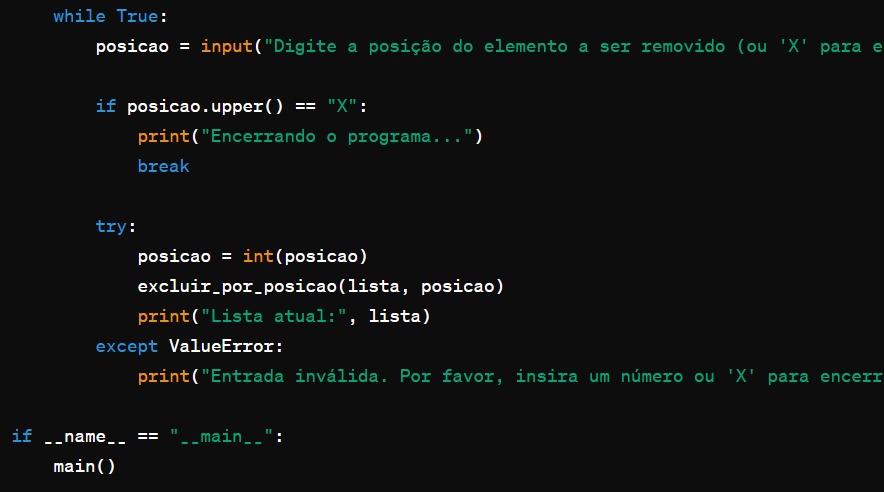 while True:
posicao = input("Digite a posição do elemento a ser removido (ou 'X' para e
if posicao.upper() == "X":
print("Encerrando o programa...")
break
try:
posicao = int(posicao)
excluir_por_posicao(lista, posicao)
print("Lista atual:", lista)
except ValueError:
print("Entrada inválida. Por favor, insira um número ou 'X' para encerr
if __name__ == "__main__":
main()